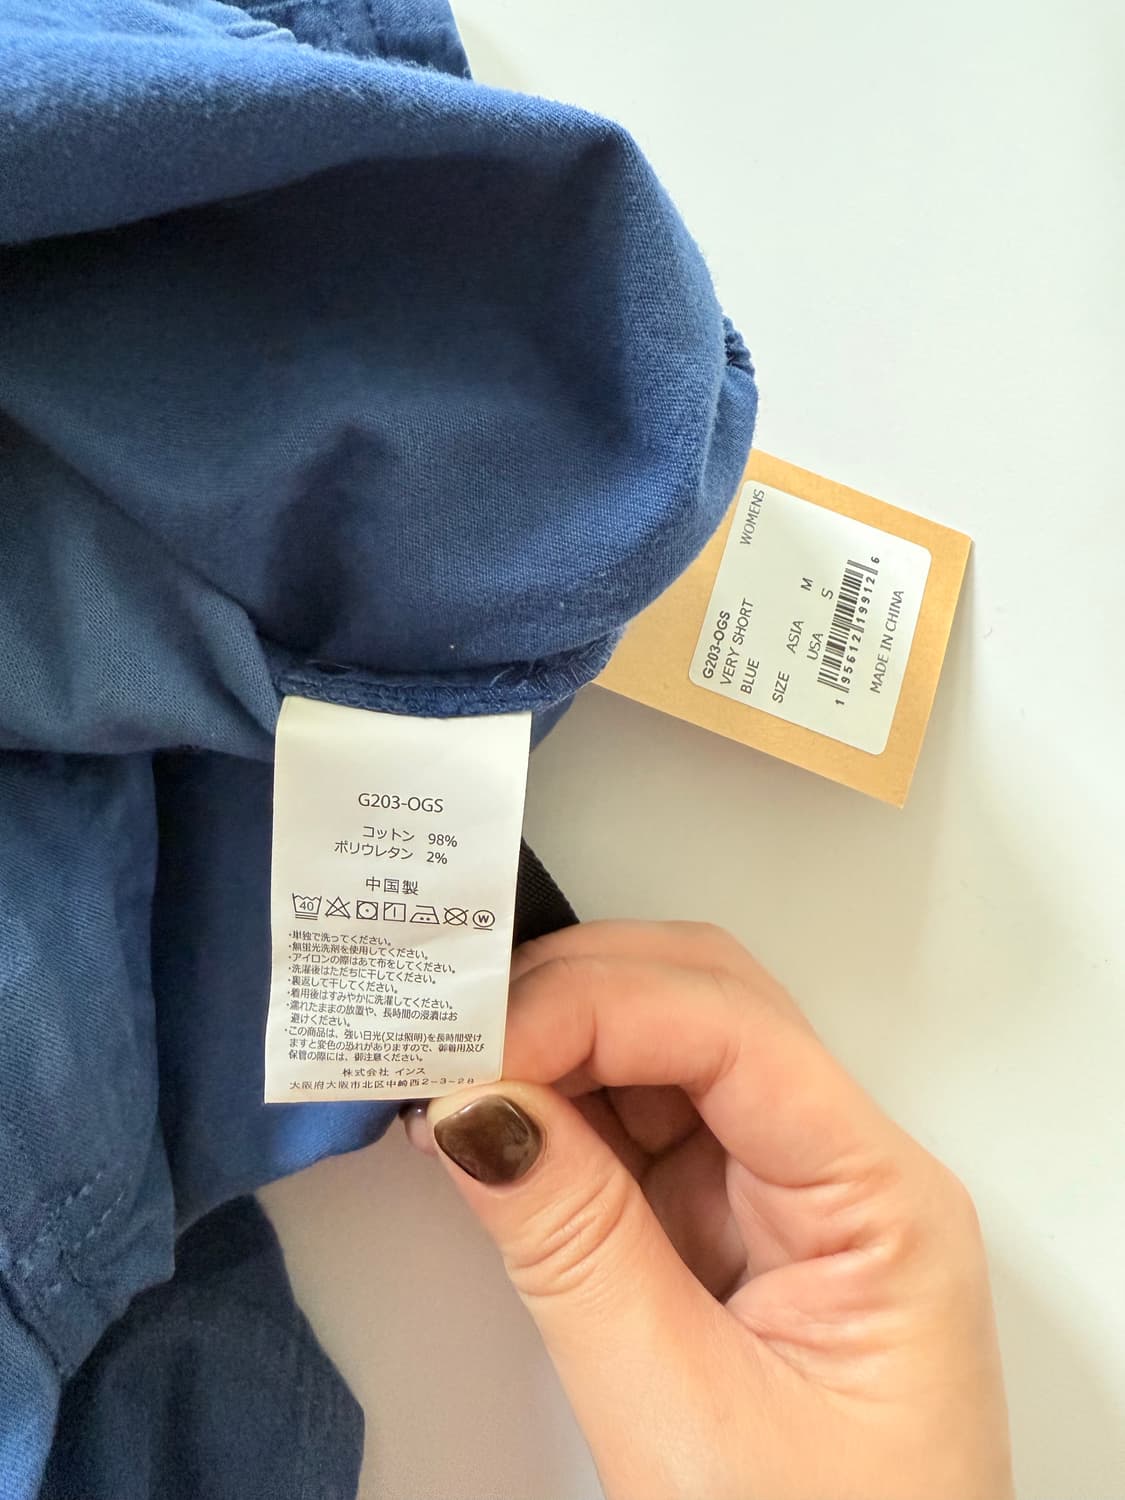 G203-OGS
コットン 98%
ポリウレタン 2%
中国製
40
W
・単独で洗ってください。
・無蛍光洗剤を使用してください。
・アイロンの際はあて布をしてください。
・洗濯後はただちに干してください。
・裏返して干してください。
・着用後はすみやかに洗濯してください。
・濡れたままの放置や、長時間の浸漬はお
避けください。
・この商品は、強い日光(又は照明)を長時間受け
ますと変色の恐れがありますので、御着用及び
保管の際には、御注意ください。
株式会社 インス
大阪府大阪市北区中崎西2-3-28
G203-OGS WOMENS
VERY SHORT
BLUE
SIZE ASIA M
USA S
1 95612 19912 6
MADE IN CHINA